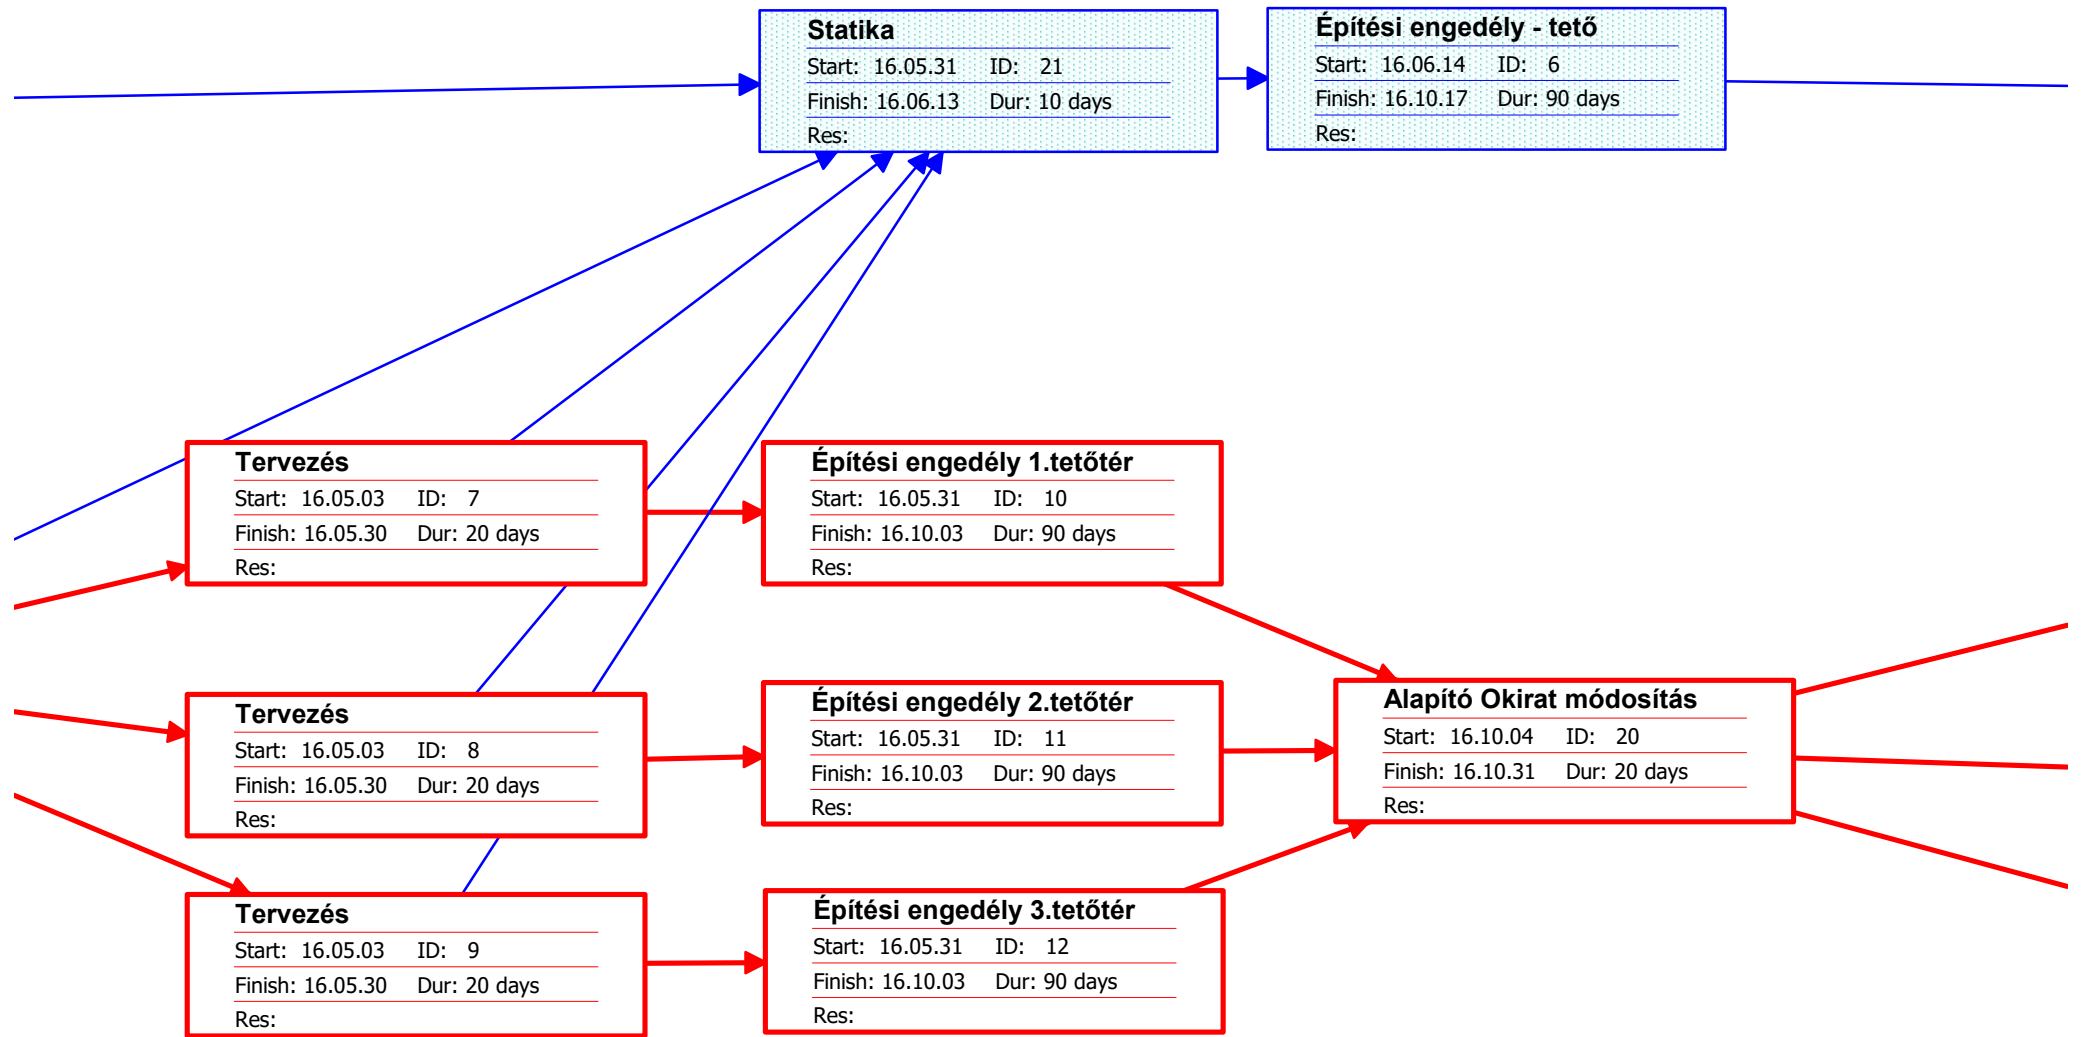 Statika
Start: 16.05.31 ID: 21
Finish: 16.06.13 Dur: 10 days
Res:
Építési engedély - tető
Start: 16.06.14 ID: 6
Finish: 16.10.17 Dur: 90 days
Res:
Tervezés
Start: 16.05.03 ID: 7
Finish: 16.05.30 Dur: 20 days
Res:
Építési engedély 1.tetőtér
Start: 16.05.31 ID: 10
Finish: 16.10.03 Dur: 90 days
Res:
Tervezés
Start: 16.05.03 ID: 8
Finish: 16.05.30 Dur: 20 days
Res:
Építési engedély 2.tetőtér
Start: 16.05.31 ID: 11
Finish: 16.10.03 Dur: 90 days
Res:
Alapító Okirat módosítás
Start: 16.10.04 ID: 20
Finish: 16.10.31 Dur: 20 days
Res:
Tervezés
Start: 16.05.03 ID: 9
Finish: 16.05.30 Dur: 20 days
Res:
Építési engedély 3.tetőtér
Start: 16.05.31 ID: 12
Finish: 16.10.03 Dur: 90 days
Res: